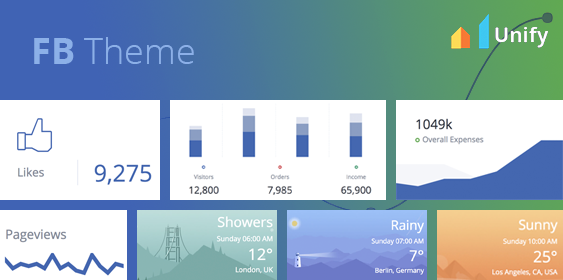 FB Theme
Unify
Likes
9,275
Visitors
Orders
Income
12,800
7,985
65,900
1049k
Overall Expenses
Pageviews
Showers
Sunday 06:00 AM
12°
London, UK
Rainy
Sunday 07:00 AM
7°
Berlin, Germany
Sunny
Sunday 10:00 AM
25°
Los Angeles, CA, USA